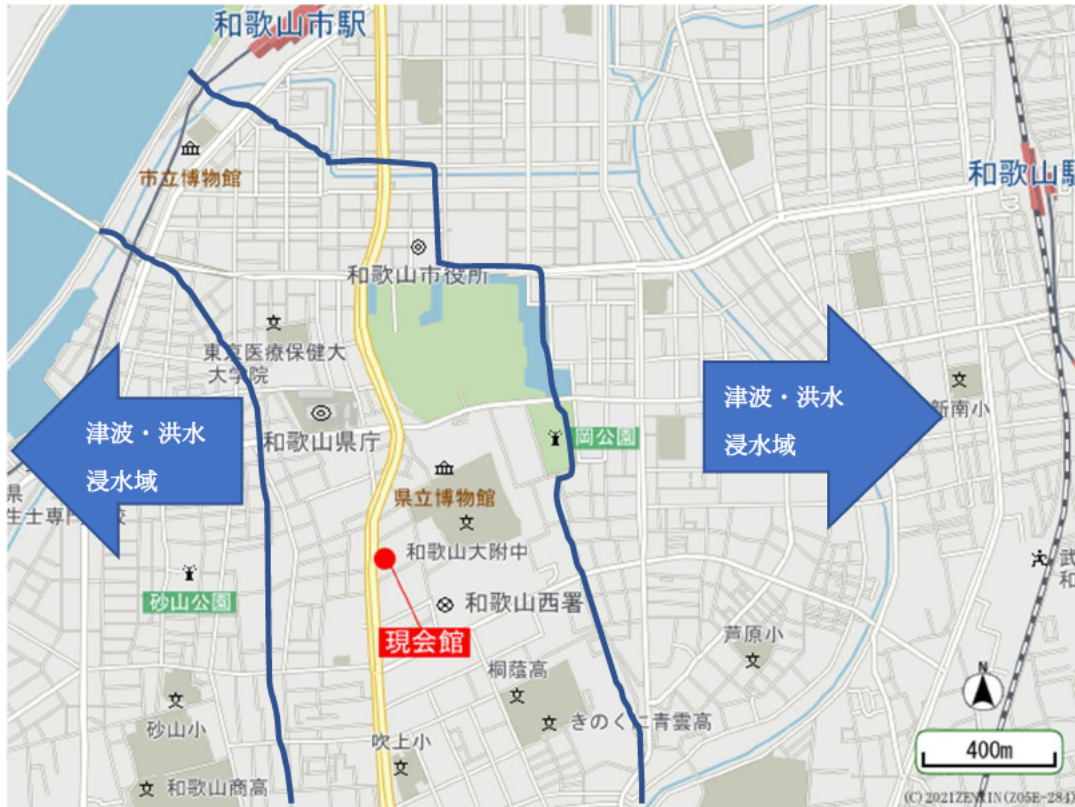 和歌山市駅
市立博物館
和歌山駅
和歌山市役所
東京医療保健大
大学院
和歌山県庁
津波・洪水
浸水域
津波・洪水
浸水域
新南小
岡公園
県立博物館
和歌山大附中
砂山公園
和歌山西署
現会館
芦原小
桐蔭高
きのくに青雲高
砂山小
吹上小
和歌山商高
N
400m
(C) 2021ZENRIN(Z05E-284)